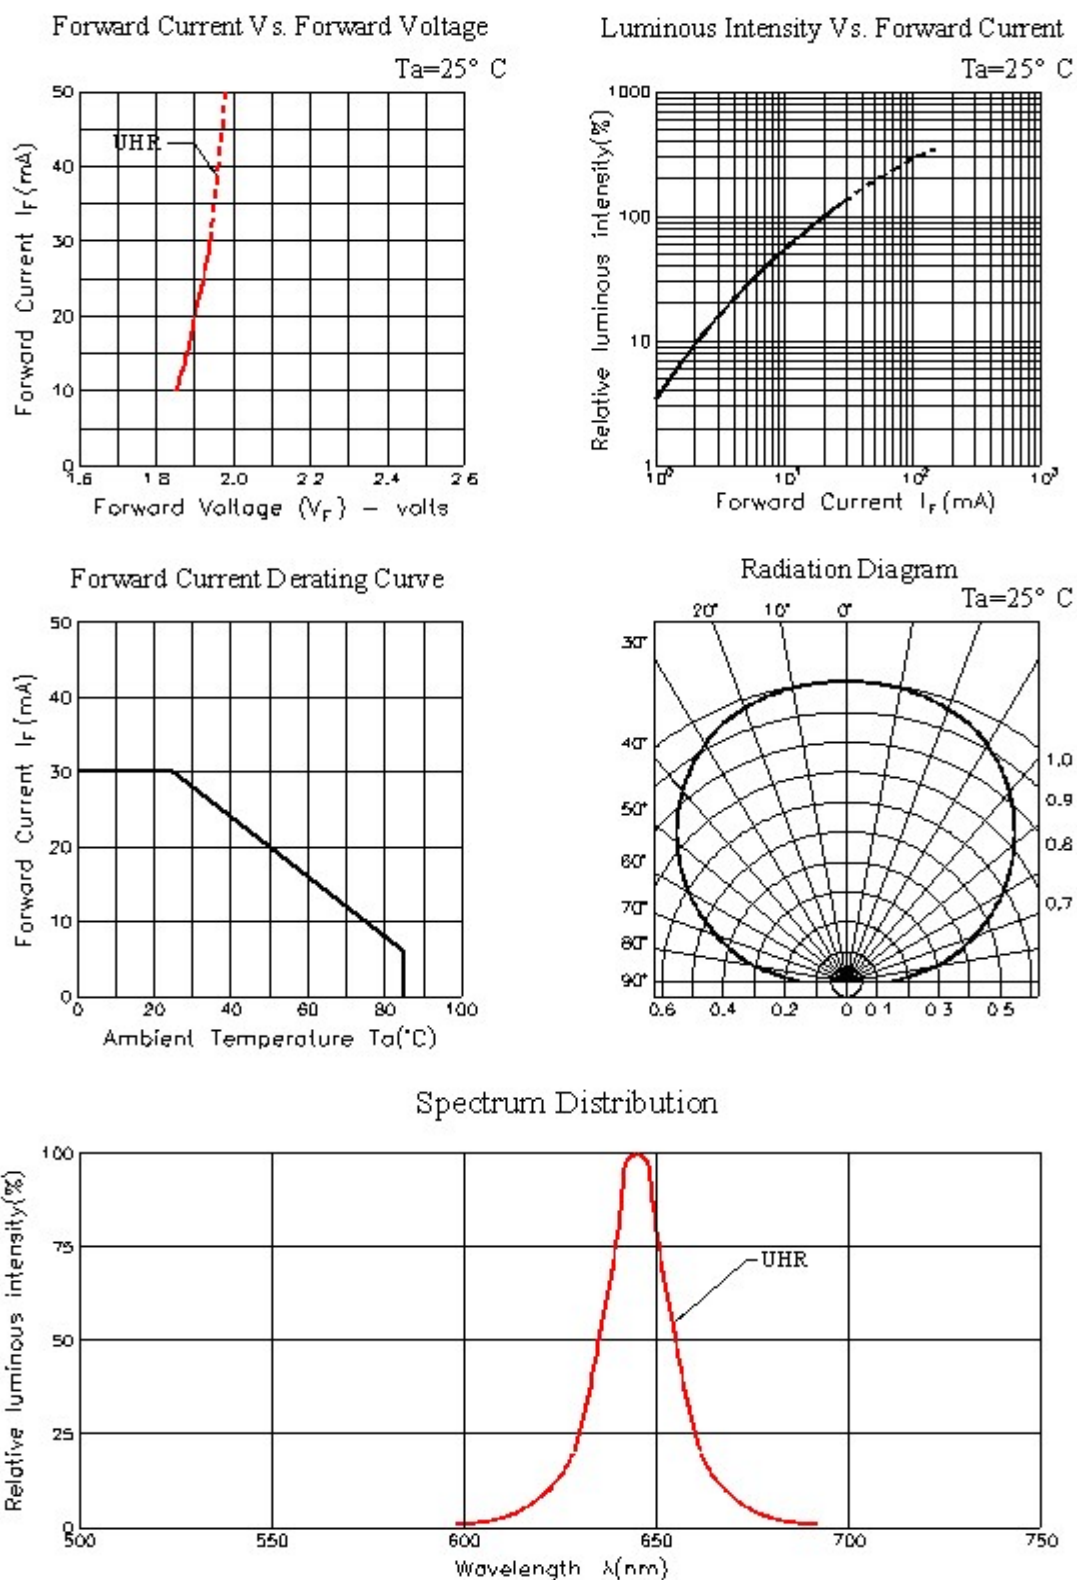 Forward Current Vs. Forward Voltage
Ta=25° C
50
40
30
20
10
0
Forward Current IF(mA)
UHR
1.6 1.8 2.0 2 2 2.4 2 6
Forward Voltage (VF) – volts
Luminous Intensity Vs. Forward Current
Ta=25° C
1000
100
10
1
Relative luminous intensity(%)
10⁰ 10¹ 10² 10³
Forward Current IF(mA)
Forward Current Derating Curve
50
40
30
20
10
0
Forward Current IF(mA)
0 20 40 60 80 100
Ambient Temperature Ta(°C)
Radiation Diagram
Ta=25° C
20° 10° 0°
30°
40°
50°
60°
70°
80°
90°
1.0
0.9
0.8
0.7
0.6 0.4 0.2 0 0 1 0 3 0 5
Spectrum Distribution
100
75
50
25
0
Relative luminous intensity(%)
UHR
500 550 600 650 700 750
Wavelength λ(nm)